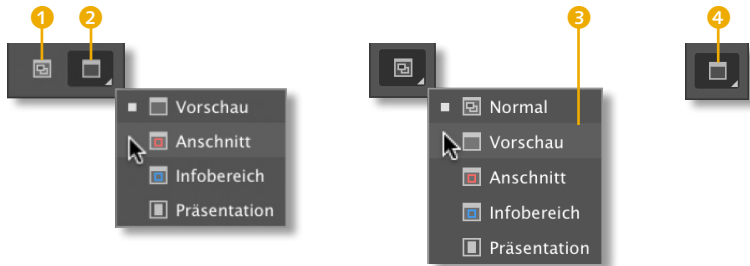 1
2
3
4
Vorschau
Anschnitt
Infobereich
Präsentation
Normal
Vorschau
Anschnitt
Infobereich
Präsentation